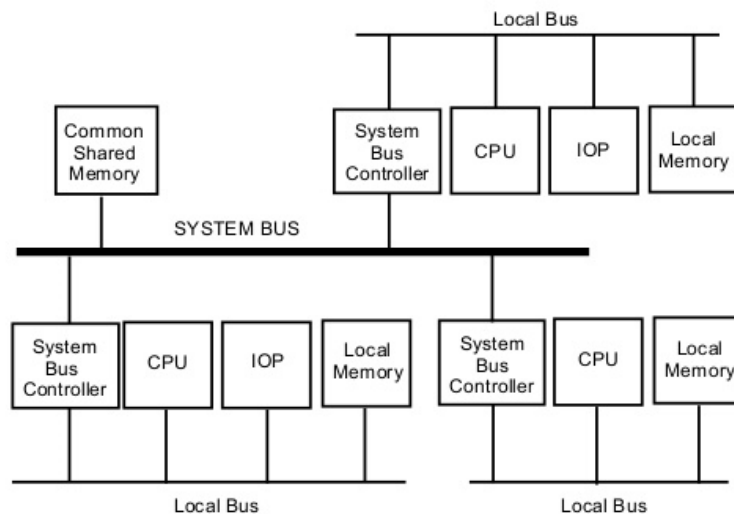 Local Bus
Common
Shared
Memory
System
Bus
Controller
CPU
IOP
Local
Memory
SYSTEM BUS
System
Bus
Controller
CPU
IOP
Local
Memory
System
Bus
Controller
CPU
Local
Memory
Local Bus
Local Bus